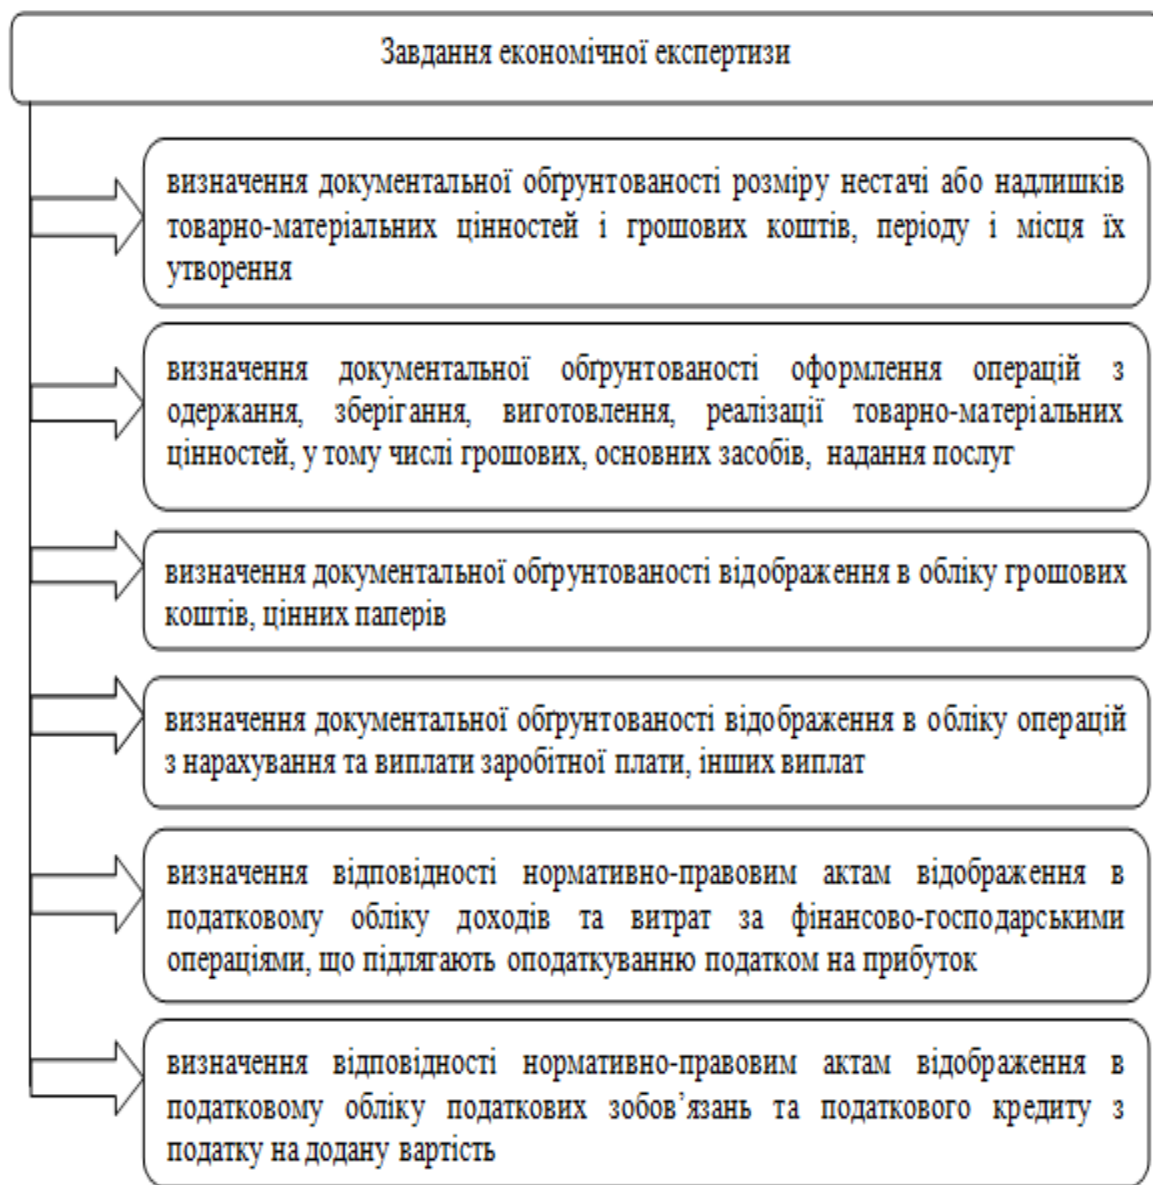 Завдання економічної експертизи
визначення документальної обґрунтованості розміру нестачі або надлишків
товарно-матеріальних цінностей і грошових коштів, періоду і місця їх
утворення
визначення документальної обґрунтованості оформлення операцій з
одержання, зберігання, виготовлення, реалізації товарно-матеріальних
цінностей, у тому числі грошових, основних засобів, надання послуг
визначення документальної обґрунтованості відображення в обліку грошових
коштів, цінних паперів
визначення документальної обґрунтованості відображення в обліку операцій
з нарахування та виплати заробітної плати, інших виплат
визначення відповідності нормативно-правовим актам відображення в
податковому обліку доходів та витрат за фінансово-господарськими
операціями, що підлягають оподаткуванню податком на прибуток
визначення відповідності нормативно-правовим актам відображення в
податковому обліку податкових зобов’язань та податкового кредиту з
податку на додану вартість